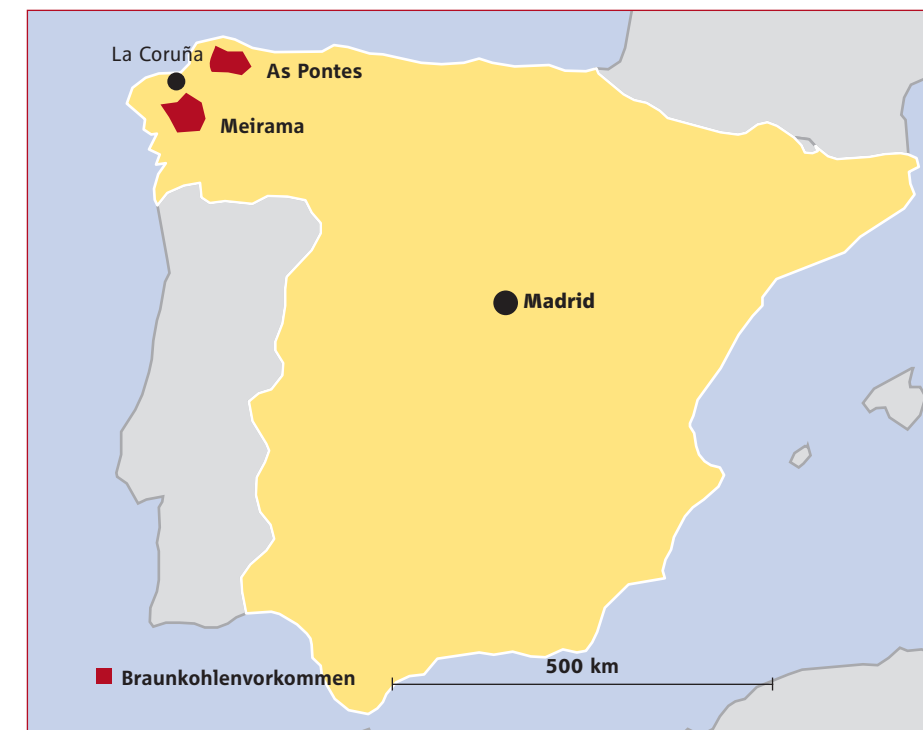 La Coruña
As Pontes
Meirama
Madrid
500 km
Braunkohlenvorkommen